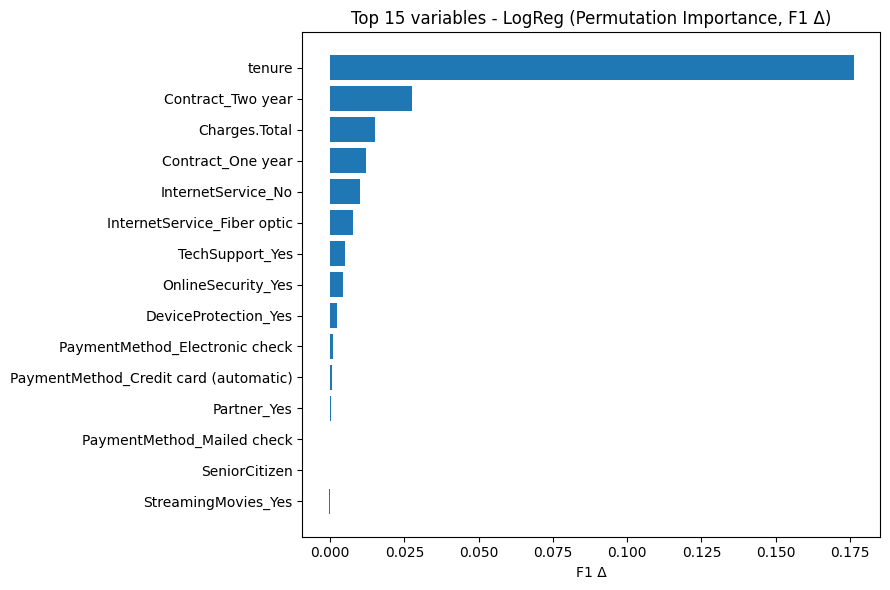 Top 15 variables - LogReg (Permutation Importance, F1 Δ)
tenure
Contract_Two year
Charges.Total
Contract_One year
InternetService_No
InternetService_Fiber optic
TechSupport_Yes
OnlineSecurity_Yes
DeviceProtection_Yes
PaymentMethod_Electronic check
PaymentMethod_Credit card (automatic)
Partner_Yes
PaymentMethod_Mailed check
SeniorCitizen
StreamingMovies_Yes
0.000 0.025 0.050 0.075 0.100 0.125 0.150 0.175
F1 Δ